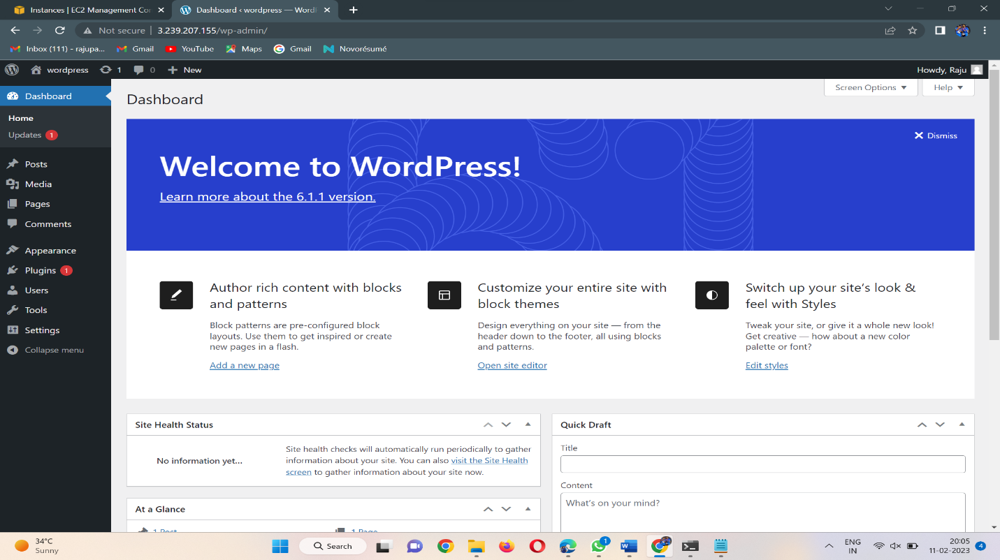 Instances | EC2 Management Con
Dashboard ‹ wordpress — WordP
Not secure
3.239.207.155/wp-admin/
Inbox (111) - rajupa...
Gmail
YouTube
Maps
Gmail
Novorésumé
wordpress
1
0
New
Howdy, Raju
Dashboard
Home
Updates 1
Posts
Media
Pages
Comments
Appearance
Plugins 1
Users
Tools
Settings
Collapse menu
Dashboard
Screen Options
Help
Dismiss
Welcome to WordPress!
Learn more about the 6.1.1 version.
Author rich content with blocks
and patterns
Block patterns are pre-configured block
layouts. Use them to get inspired or create
new pages in a flash.
Add a new page
Customize your entire site with
block themes
Design everything on your site — from the
header down to the footer, all using blocks
and patterns.
Open site editor
Switch up your site’s look &
feel with Styles
Tweak your site, or give it a whole new look!
Get creative — how about a new color
palette or font?
Edit styles
Site Health Status
No information yet...
Site health checks will automatically run periodically to gather
information about your site. You can also visit the Site Health
screen to gather information about your site now.
At a Glance
1 Post
1 Page
Quick Draft
Title
Content
What’s on your mind?
34°C
Sunny
Search
1
ENG
IN
20:05
11-02-2023
4